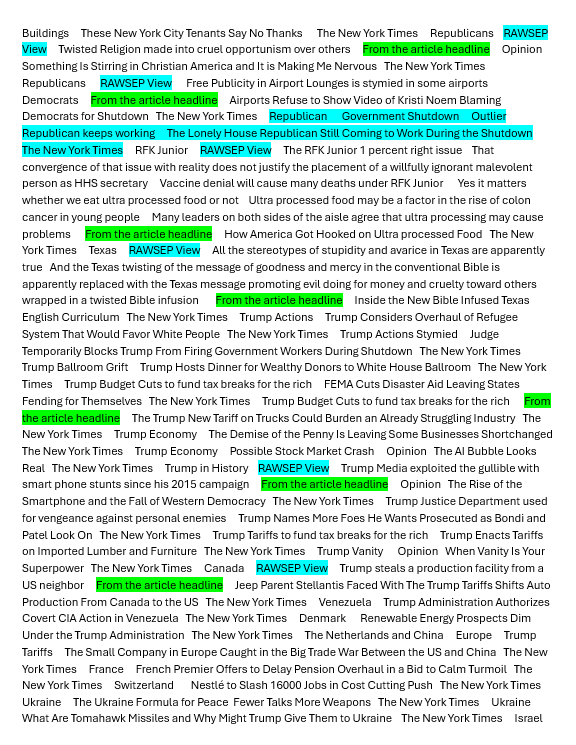 Buildings These New York City Tenants Say No Thanks The New York Times Republicans RAWSEP
View Twisted Religion made into cruel opportunism over others From the article headline Opinion
Something Is Stirring in Christian America and It is Making Me Nervous The New York Times
Republicans RAWSEP View Free Publicity in Airport Lounges is stymied in some airports
Democrats From the article headline Airports Refuse to Show Video of Kristi Noem Blaming
Democrats for Shutdown The New York Times Republican Government Shutdown Outlier
Republican keeps working The Lonely House Republican Still Coming to Work During the Shutdown
The New York Times RFK Junior RAWSEP View The RFK Junior 1 percent right issue That
convergence of that issue with reality does not justify the placement of a willfully ignorant malevolent
person as HHS secretary Vaccine denial will cause many deaths under RFK Junior Yes it matters
whether we eat ultra processed food or not Ultra processed food may be a factor in the rise of colon
cancer in young people Many leaders on both sides of the aisle agree that ultra processing may cause
problems From the article headline How America Got Hooked on Ultra processed Food The New
York Times Texas RAWSEP View All the stereotypes of stupidity and avarice in Texas are apparently
true And the Texas twisting of the message of goodness and mercy in the conventional Bible is
apparently replaced with the Texas message promoting evil doing for money and cruelty toward others
wrapped in a twisted Bible infusion From the article headline Inside the New Bible Infused Texas
English Curriculum The New York Times Trump Actions Trump Considers Overhaul of Refugee
System That Would Favor White People The New York Times Trump Actions Stymied Judge
Temporarily Blocks Trump From Firing Government Workers During Shutdown The New York Times
Trump Ballroom Grift Trump Hosts Dinner for Wealthy Donors to White House Ballroom The New York
Times Trump Budget Cuts to fund tax breaks for the rich FEMA Cuts Disaster Aid Leaving States
Fending for Themselves The New York Times Trump Budget Cuts to fund tax breaks for the rich From
the article headline The Trump New Tariff on Trucks Could Burden an Already Struggling Industry The
New York Times Trump Economy The Demise of the Penny Is Leaving Some Businesses Shortchanged
The New York Times Trump Economy Possible Stock Market Crash Opinion The AI Bubble Looks
Real The New York Times Trump in History RAWSEP View Trump Media exploited the gullible with
smart phone stunts since his 2015 campaign From the article headline Opinion The Rise of the
Smartphone and the Fall of Western Democracy The New York Times Trump Justice Department used
for vengeance against personal enemies Trump Names More Foes He Wants Prosecuted as Bondi and
Patel Look On The New York Times Trump Tariffs to fund tax breaks for the rich Trump Enacts Tariffs
on Imported Lumber and Furniture The New York Times Trump Vanity Opinion When Vanity Is Your
Superpower The New York Times Canada RAWSEP View Trump steals a production facility from a
US neighbor From the article headline Jeep Parent Stellantis Faced With The Trump Tariffs Shifts Auto
Production From Canada to the US The New York Times Venezuela Trump Administration Authorizes
Covert CIA Action in Venezuela The New York Times Denmark Renewable Energy Prospects Dim
Under the Trump Administration The New York Times The Netherlands and China Europe Trump
Tariffs The Small Company in Europe Caught in the Big Trade War Between the US and China The New
York Times France French Premier Offers to Delay Pension Overhaul in a Bid to Calm Turmoil The
New York Times Switzerland Nestlé to Slash 16000 Jobs in Cost Cutting Push The New York Times
Ukraine The Ukraine Formula for Peace Fewer Talks More Weapons The New York Times Ukraine
What Are Tomahawk Missiles and Why Might Trump Give Them to Ukraine The New York Times Israel